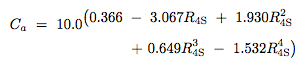 C_a = 10.0^(0.366 − 3.067R_4S + 1.930R_4S^2
+ 0.649R_4S^3 − 1.532R_4S^4)